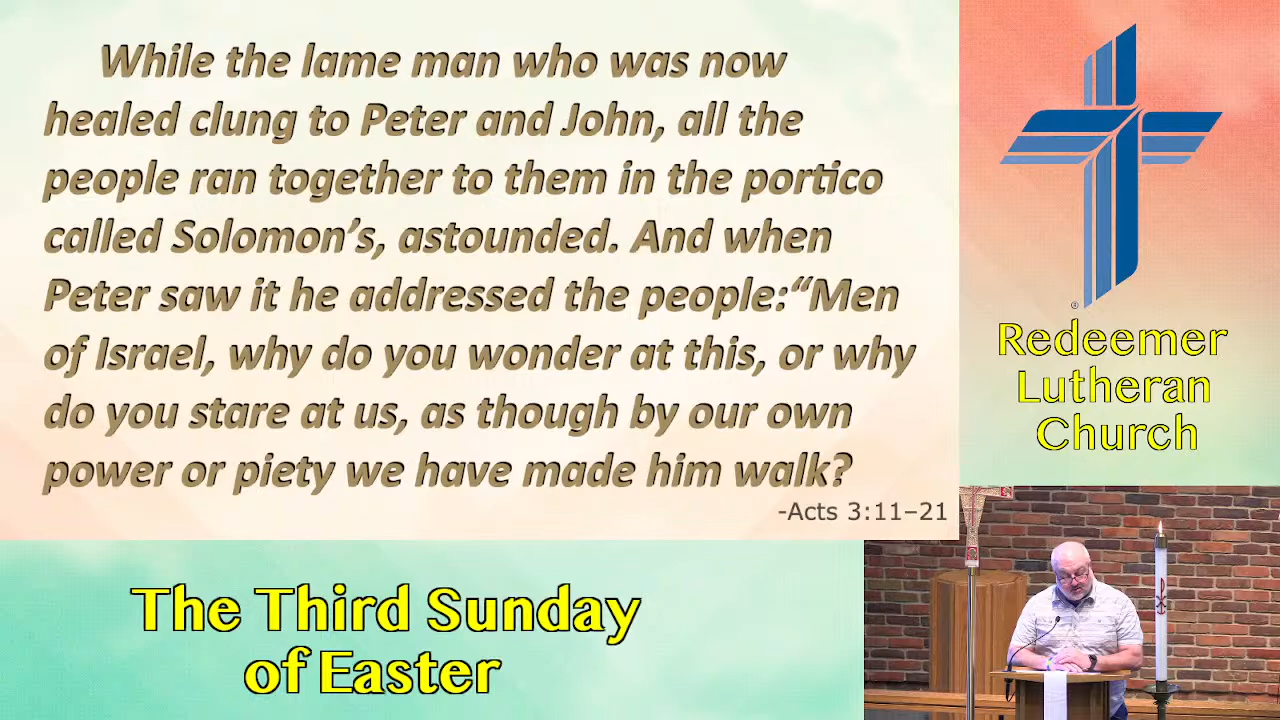 While the lame man who was now
healed clung to Peter and John, all the
people ran together to them in the portico
called Solomon’s, astounded. And when
Peter saw it he addressed the people:“Men
of Israel, why do you wonder at this, or why
do you stare at us, as though by our own
power or piety we have made him walk?
-Acts 3:11–21
®
Redeemer
Lutheran
Church
The Third Sunday
of Easter